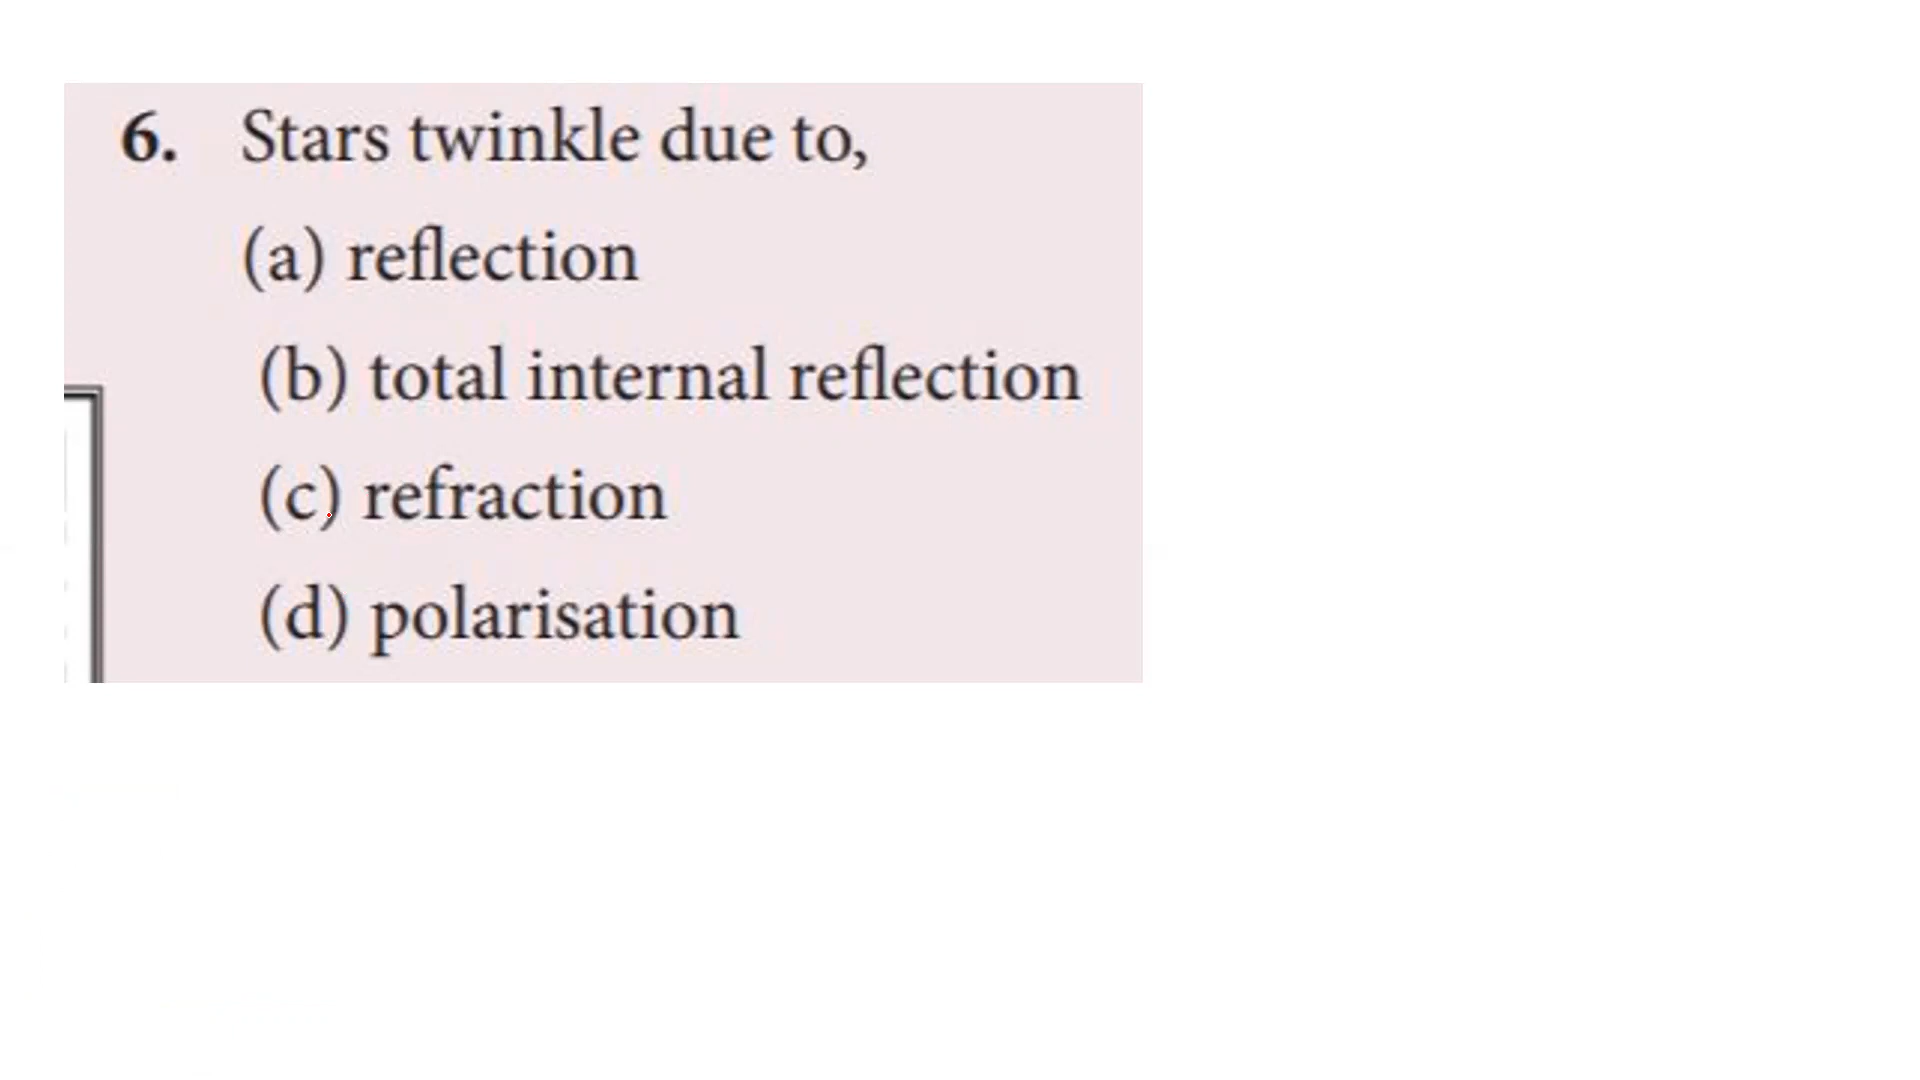 6. Stars twinkle due to,
(a) reflection
(b) total internal reflection
(c) refraction
(d) polarisation